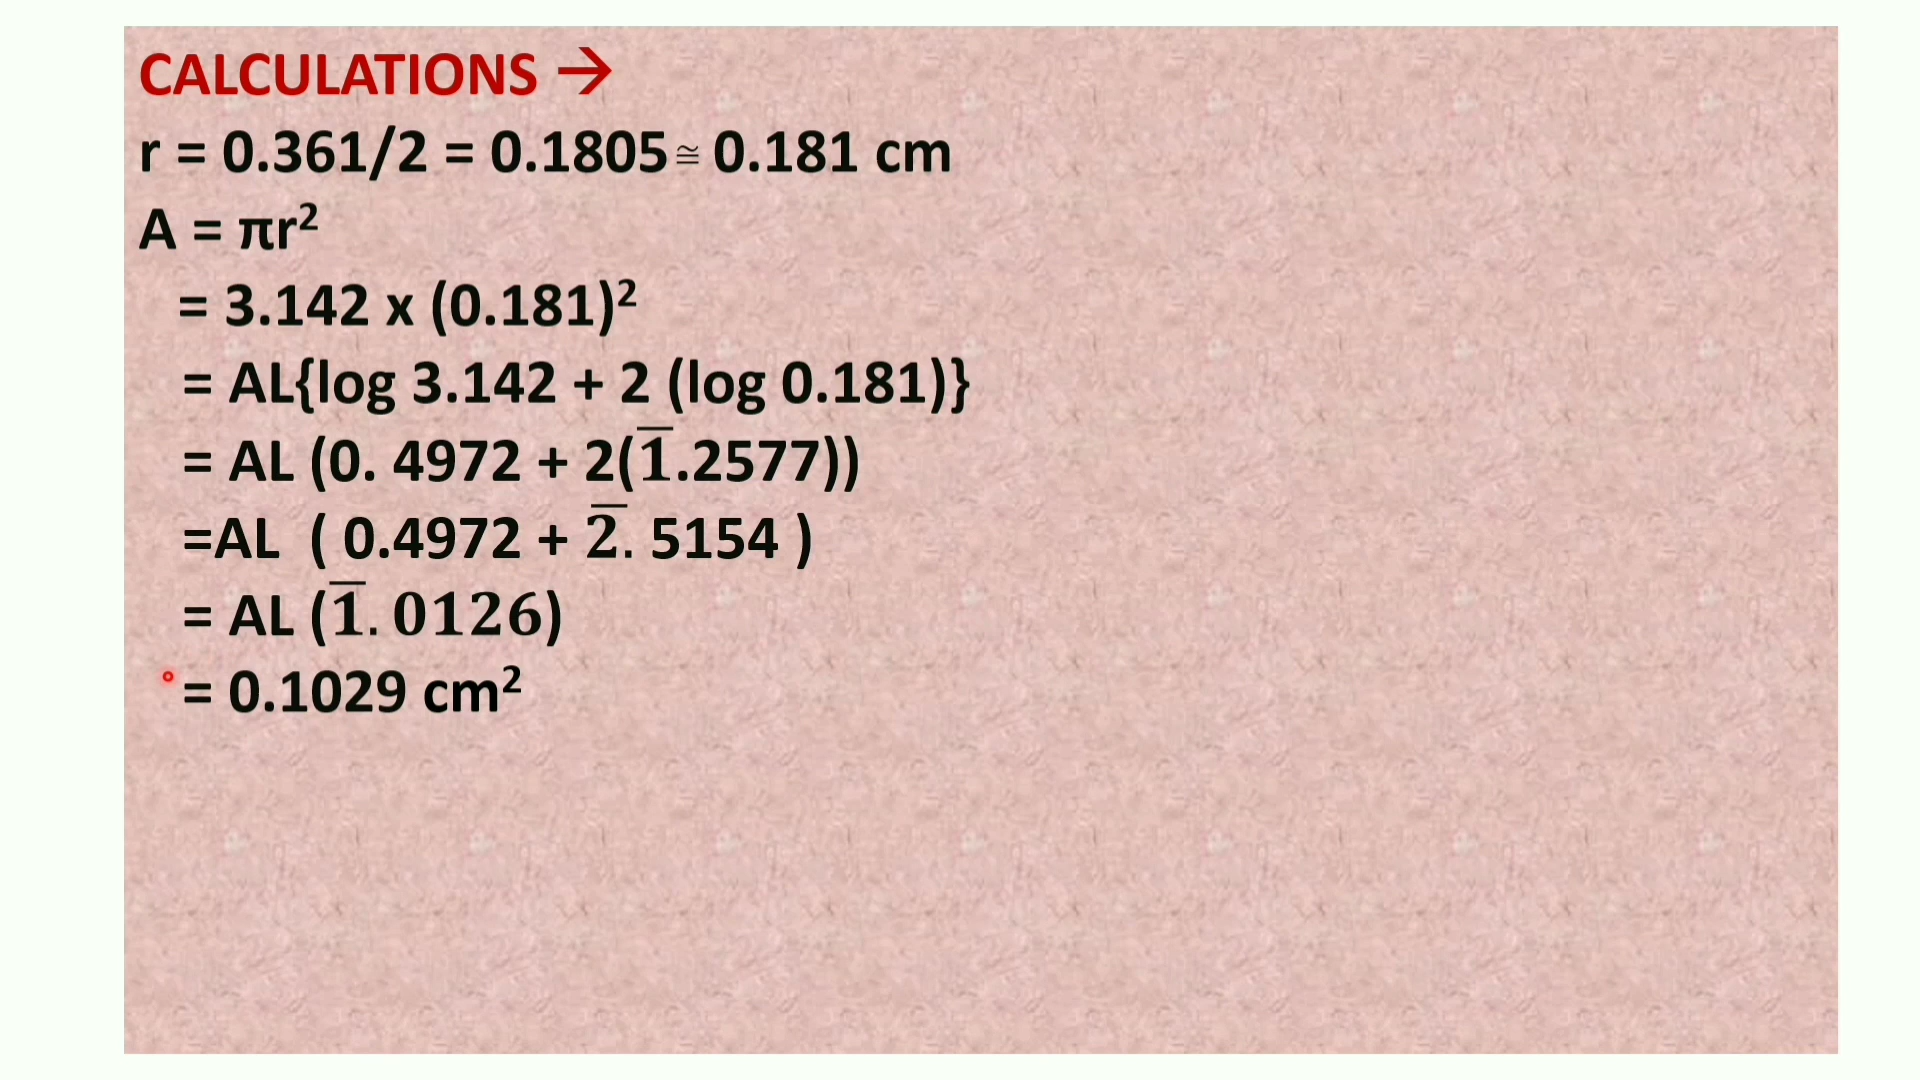 CALCULATIONS →
r = 0.361/2 = 0.1805 ≅ 0.181 cm
A = πr²
= 3.142 x (0.181)²
= AL{log 3.142 + 2 (log 0.181)}
= AL (0. 4972 + 2(1̅.2577))
=AL ( 0.4972 + 2̅. 5154 )
= AL (1̅. 0126)
= 0.1029 cm²